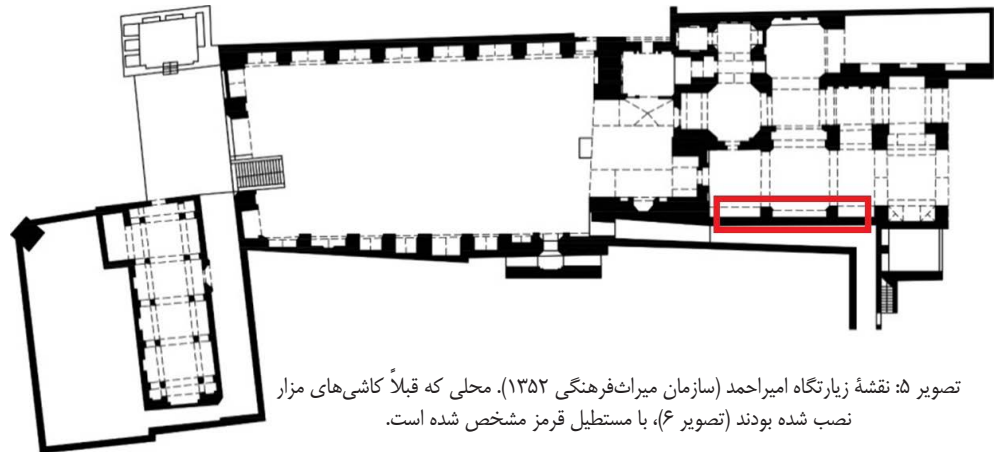 تصویر ۵: نقشهٔ زیارتگاه امیراحمد (سازمان میراث‌فرهنگی ۱۳۵۲). محلی که قبلاً کاشی‌های مزار
نصب شده بودند (تصویر ۶)، با مستطیل قرمز مشخص شده است.